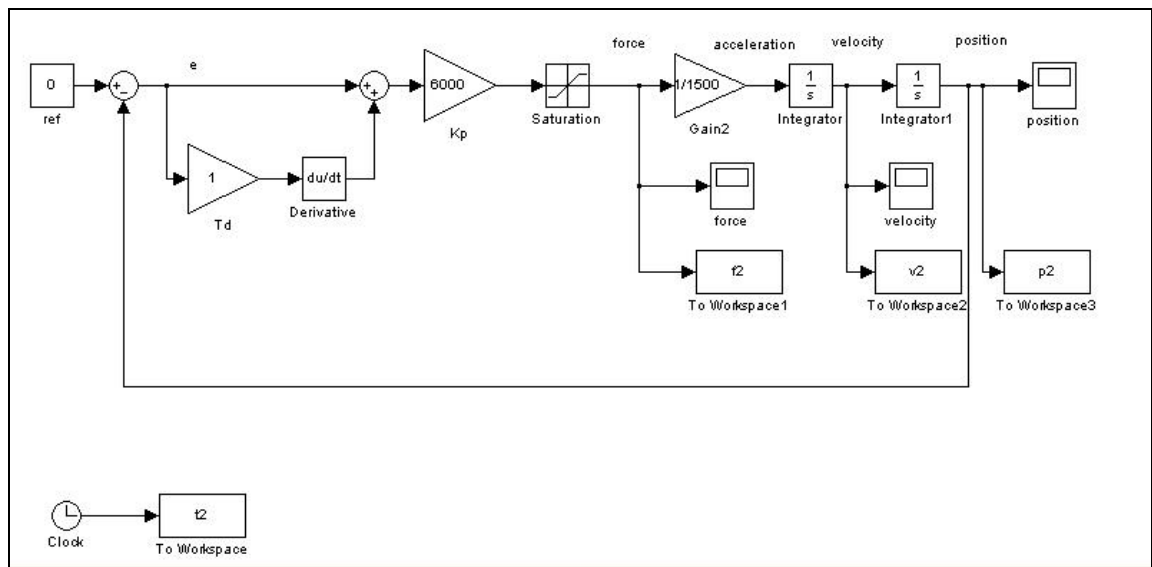 force
acceleration
velocity
position
e
0
ref
+
−
+
+
6000
Kp
Saturation
1/1500
Gain2
1
s
Integrator
1
s
Integrator1
position
1
Td
du/dt
Derivative
force
velocity
f2
To Workspace1
v2
To Workspace2
p2
To Workspace3
Clock
t2
To Workspace